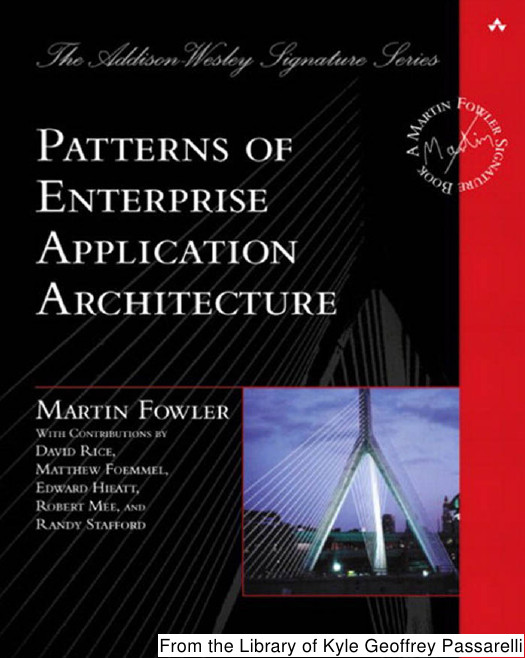 The Addison-Wesley Signature Series
A MARTIN FOWLER SIGNATURE BOOK
Martin
PATTERNS OF
ENTERPRISE
APPLICATION
ARCHITECTURE
MARTIN FOWLER
WITH CONTRIBUTIONS BY
DAVID RICE,
MATTHEW FOEMMEL,
EDWARD HIEATT,
ROBERT MEE, AND
RANDY STAFFORD
From the Library of Kyle Geoffrey Passarelli